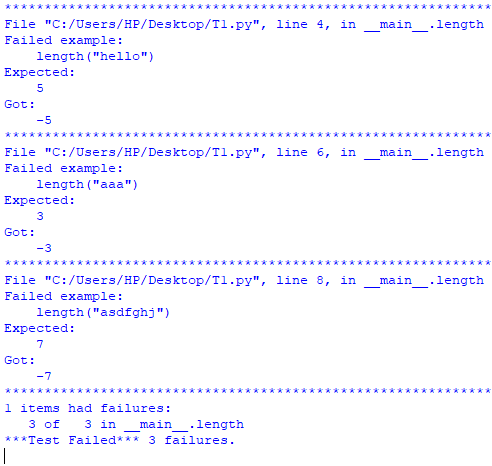 **********************************************************************
File "C:/Users/HP/Desktop/T1.py", line 4, in __main__.length
Failed example:
    length("hello")
Expected:
    5
Got:
    -5
**********************************************************************
File "C:/Users/HP/Desktop/T1.py", line 6, in __main__.length
Failed example:
    length("aaa")
Expected:
    3
Got:
    -3
**********************************************************************
File "C:/Users/HP/Desktop/T1.py", line 8, in __main__.length
Failed example:
    length("asdfghj")
Expected:
    7
Got:
    -7
**********************************************************************
1 items had failures:
   3 of   3 in __main__.length
***Test Failed*** 3 failures.